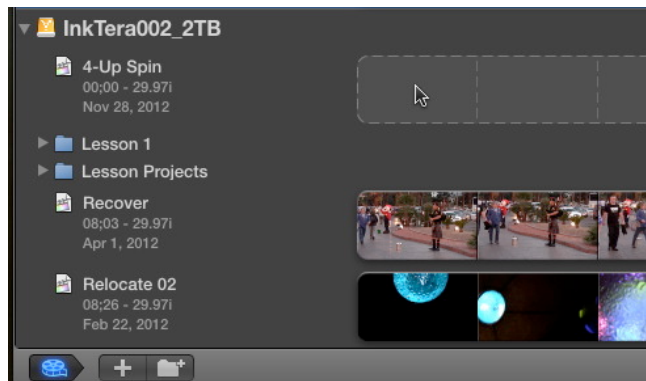 InkTera002_2TB
4-Up Spin
00;00 - 29.97i
Nov 28, 2012
Lesson 1
Lesson Projects
Recover
08;03 - 29.97i
Apr 1, 2012
Relocate 02
08;26 - 29.97i
Feb 22, 2012